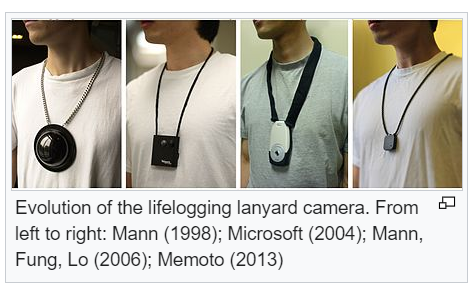 Evolution of the lifelogging lanyard camera. From
left to right: Mann (1998); Microsoft (2004); Mann,
Fung, Lo (2006); Memoto (2013)